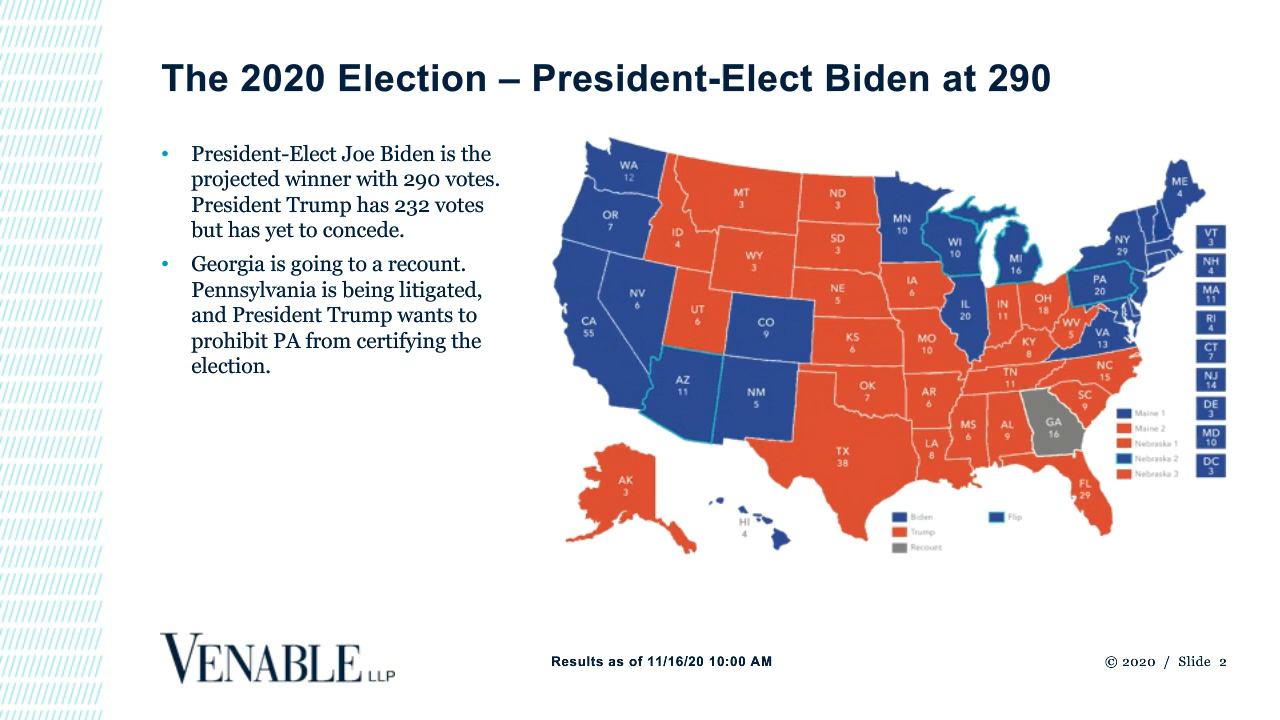 The 2020 Election – President-Elect Biden at 290
• President-Elect Joe Biden is the
projected winner with 290 votes.
President Trump has 232 votes
but has yet to concede.
• Georgia is going to a recount.
Pennsylvania is being litigated,
and President Trump wants to
prohibit PA from certifying the
election.
WA
12
OR
7
CA
55
NV
6
ID
4
MT
3
WY
3
UT
6
AZ
11
CO
9
NM
5
ND
3
SD
3
NE
5
KS
6
OK
7
TX
38
MN
10
IA
6
MO
10
AR
6
LA
8
WI
10
IL
20
MI
16
IN
11
OH
18
KY
8
TN
11
MS
6
AL
9
GA
16
FL
29
SC
9
NC
15
VA
13
WV
5
PA
20
NY
29
ME
4
AK
3
HI
4
VT
3
NH
4
MA
11
RI
4
CT
7
NJ
14
DE
3
MD
10
DC
3
Maine 1
Maine 2
Nebraska 1
Nebraska 2
Nebraska 3
Biden
Flip
Trump
Recount
VENABLE LLP
Results as of 11/16/20 10:00 AM
© 2020 / Slide 2